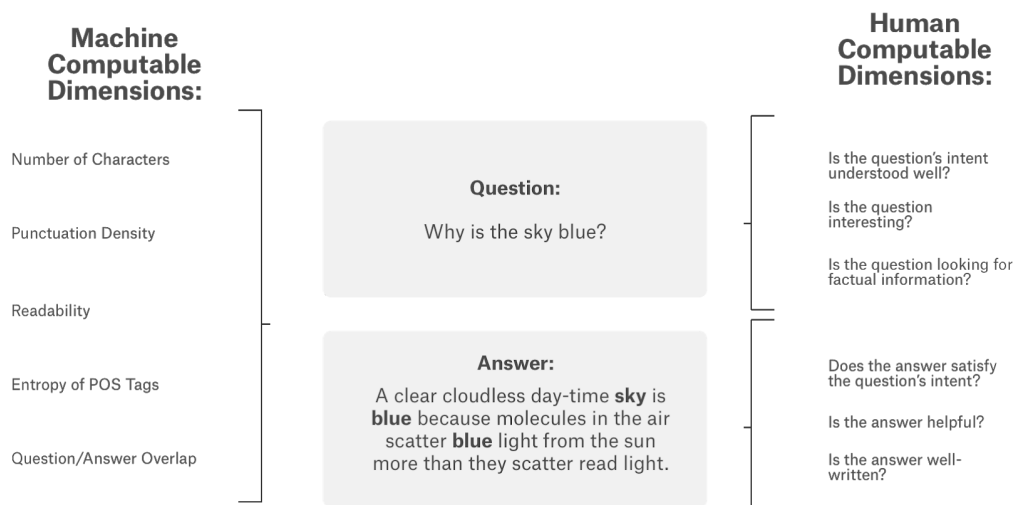 Machine
Computable
Dimensions:
Number of Characters
Punctuation Density
Readability
Entropy of POS Tags
Question/Answer Overlap
Question:
Why is the sky blue?
Answer:
A clear cloudless day-time sky is
blue because molecules in the air
scatter blue light from the sun
more than they scatter read light.
Human
Computable
Dimensions:
Is the question's intent
understood well?
Is the question
interesting?
Is the question looking for
factual information?
Does the answer satisfy
the question's intent?
Is the answer helpful?
Is the answer well-
written?